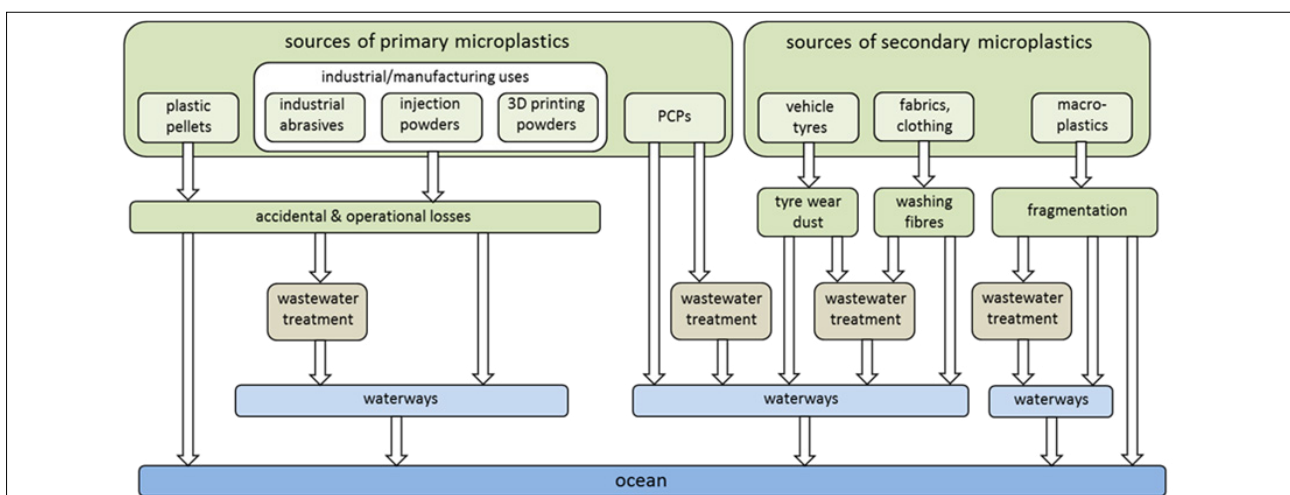 sources of primary microplastics
sources of secondary microplastics
industrial/manufacturing uses
plastic
pellets
industrial
abrasives
injection
powders
3D printing
powders
PCPs
vehicle
tyres
fabrics,
clothing
macro-
plastics
accidental & operational losses
tyre wear
dust
washing
fibres
fragmentation
wastewater
treatment
wastewater
treatment
wastewater
treatment
wastewater
treatment
waterways
waterways
waterways
ocean